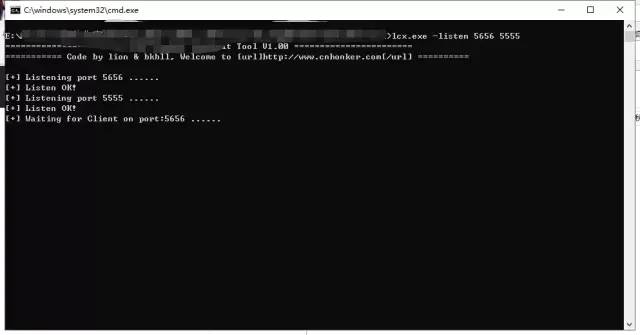 C:\windows\system32\cmd.exe
E:\ lcx.exe -listen 5656 5555
=========== Tool V1.00 =======================
=========== Code by lion & bkbll, Welcome to [url]http://www.cnhonker.com[/url] ==========
[+] Listening port 5656 ......
[+] Listen OK!
[+] Listening port 5555 ......
[+] Listen OK!
[+] Waiting for Client on port:5656 ......